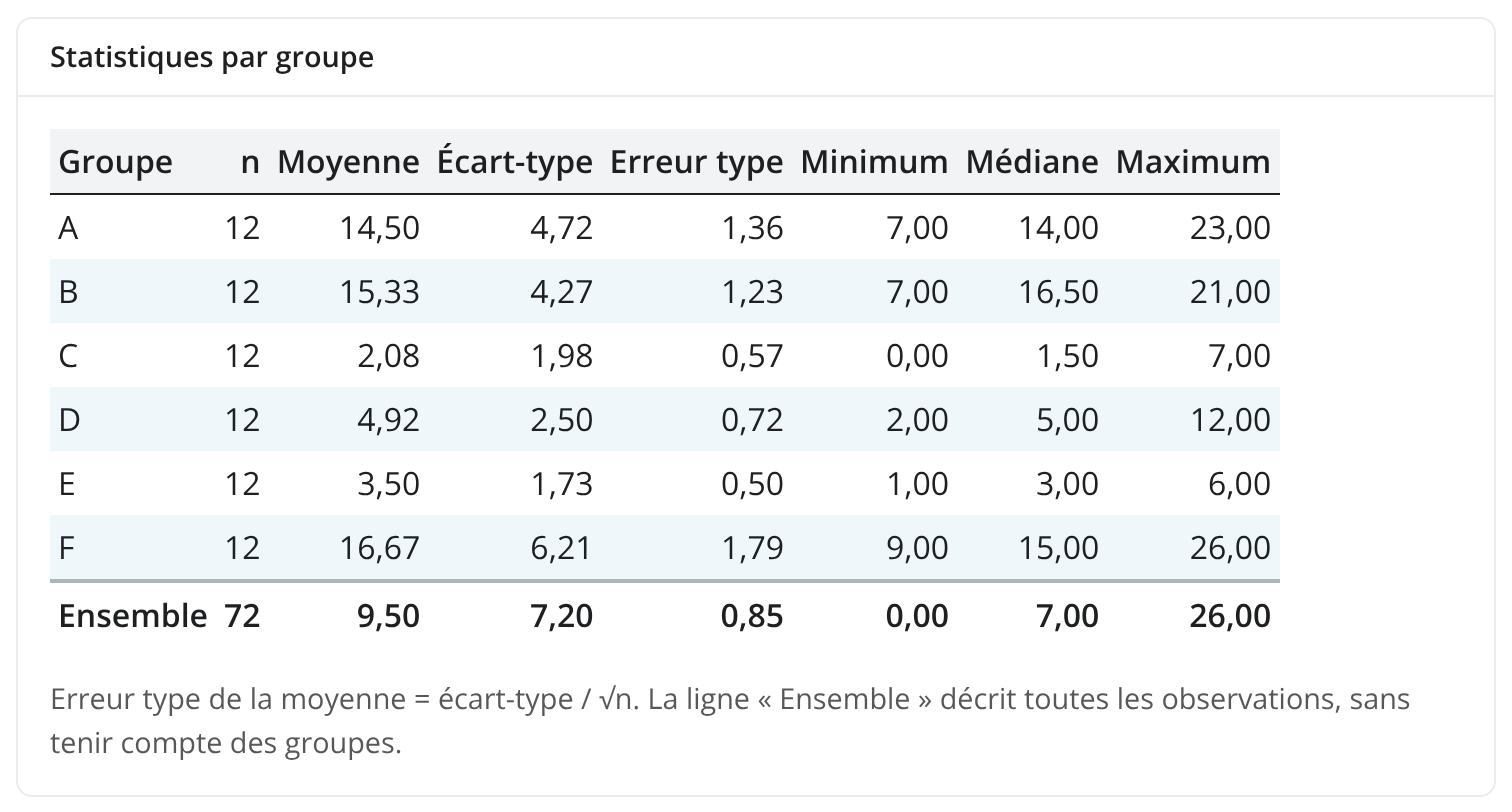 Statistiques par groupe
Groupe n Moyenne Écart-type Erreur type Minimum Médiane Maximum
A 12 14,50 4,72 1,36 7,00 14,00 23,00
B 12 15,33 4,27 1,23 7,00 16,50 21,00
C 12 2,08 1,98 0,57 0,00 1,50 7,00
D 12 4,92 2,50 0,72 2,00 5,00 12,00
E 12 3,50 1,73 0,50 1,00 3,00 6,00
F 12 16,67 6,21 1,79 9,00 15,00 26,00
Ensemble 72 9,50 7,20 0,85 0,00 7,00 26,00
Erreur type de la moyenne = écart-type / √n. La ligne « Ensemble » décrit toutes les observations, sans
tenir compte des groupes.